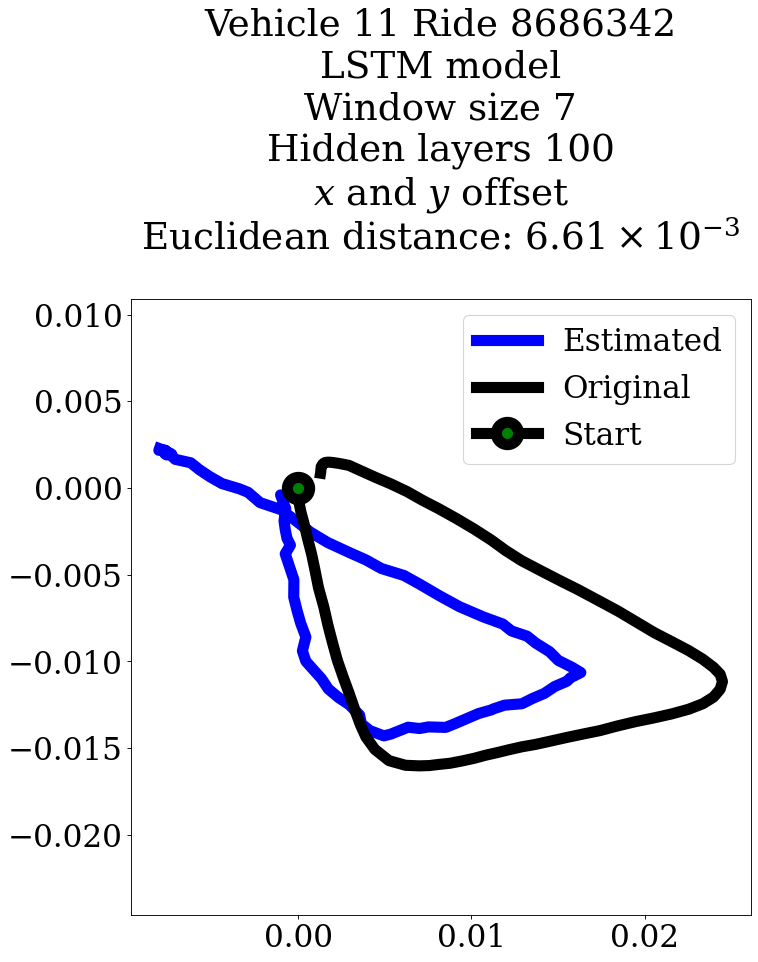 Vehicle 11 Ride 8686342
LSTM model
Window size 7
Hidden layers 100
x and y offset
Euclidean distance: 6.61 × 10⁻³
0.010
0.005
0.000
−0.005
−0.010
−0.015
−0.020
Estimated
Original
Start
0.00 0.01 0.02